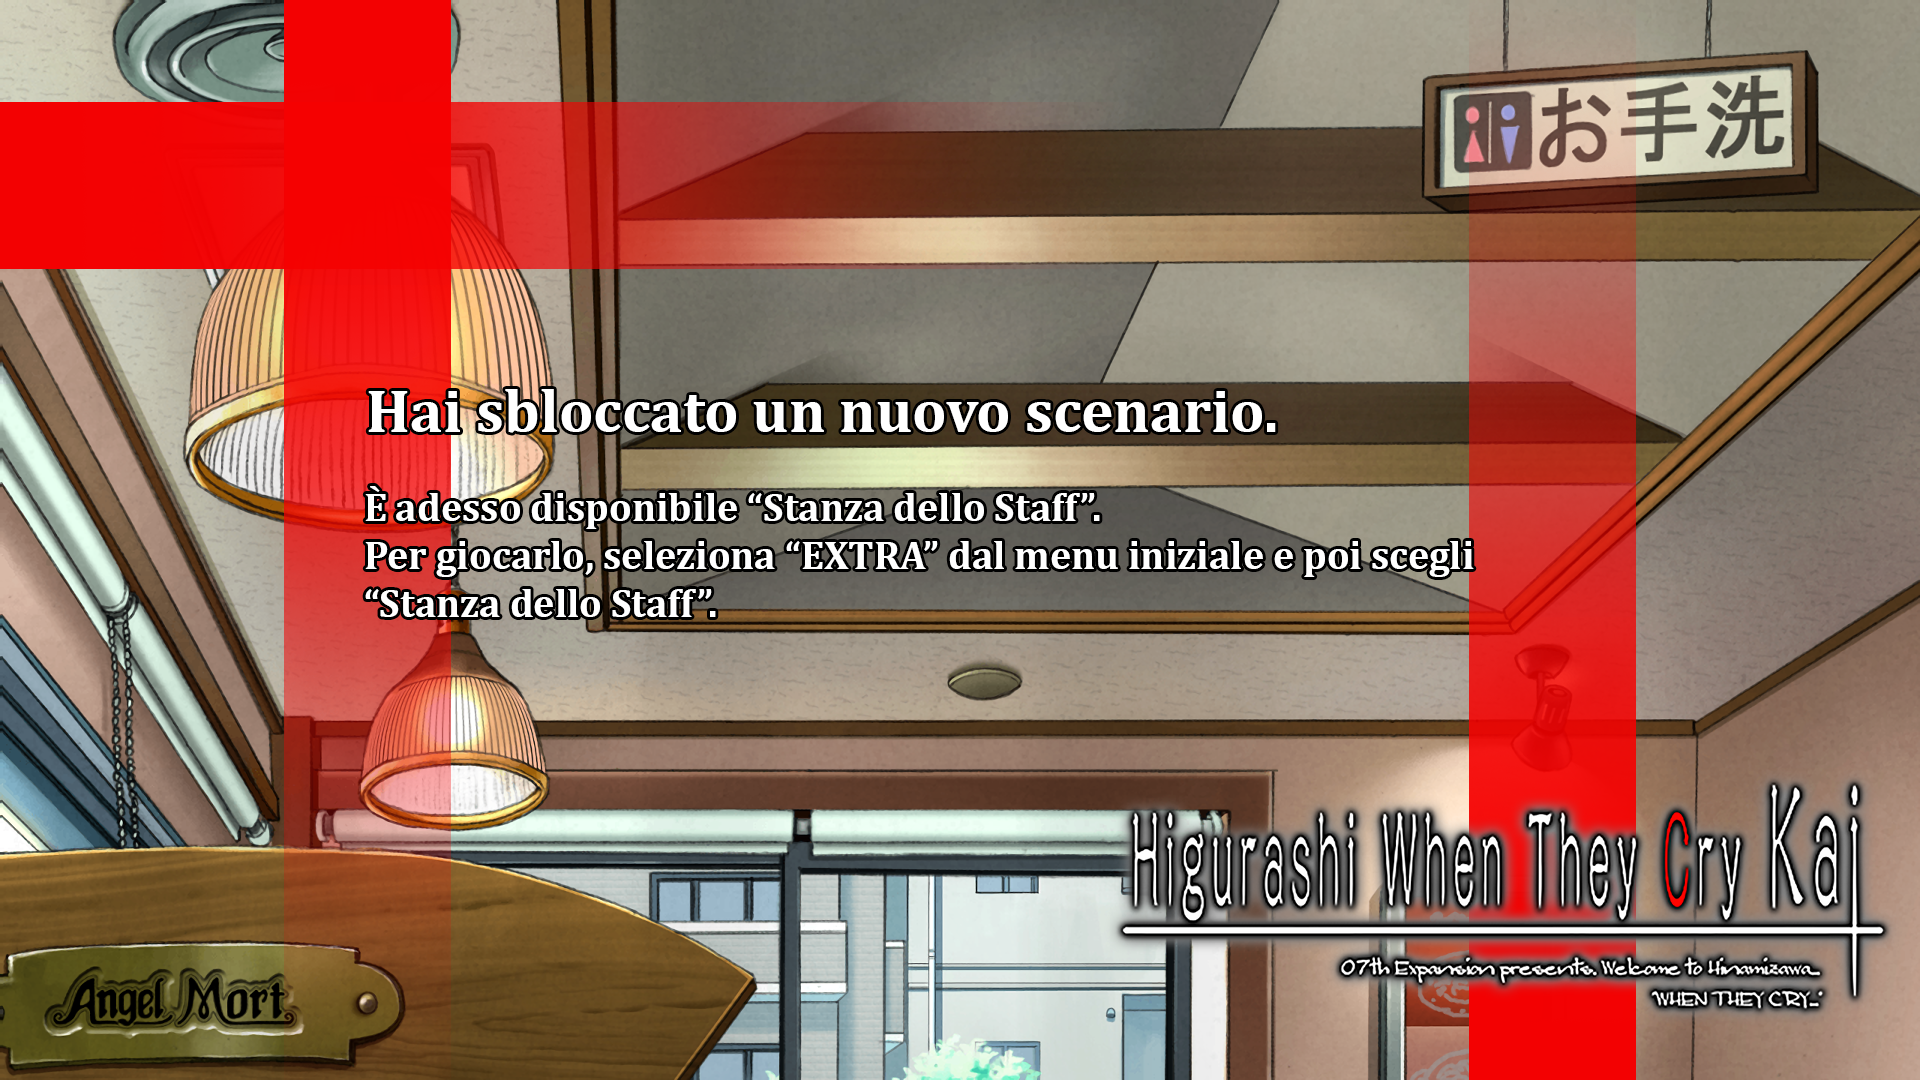 お手洗
Hai sbloccato un nuovo scenario.
È adesso disponibile “Stanza dello Staff”.
Per giocarlo, seleziona “EXTRA” dal menu iniziale e poi scegli
“Stanza dello Staff”.
Higurashi When They Cry Kai
07th Expansion presents. Welcome to Hinamizawa...
"WHEN THEY CRY..."
Angel Mort